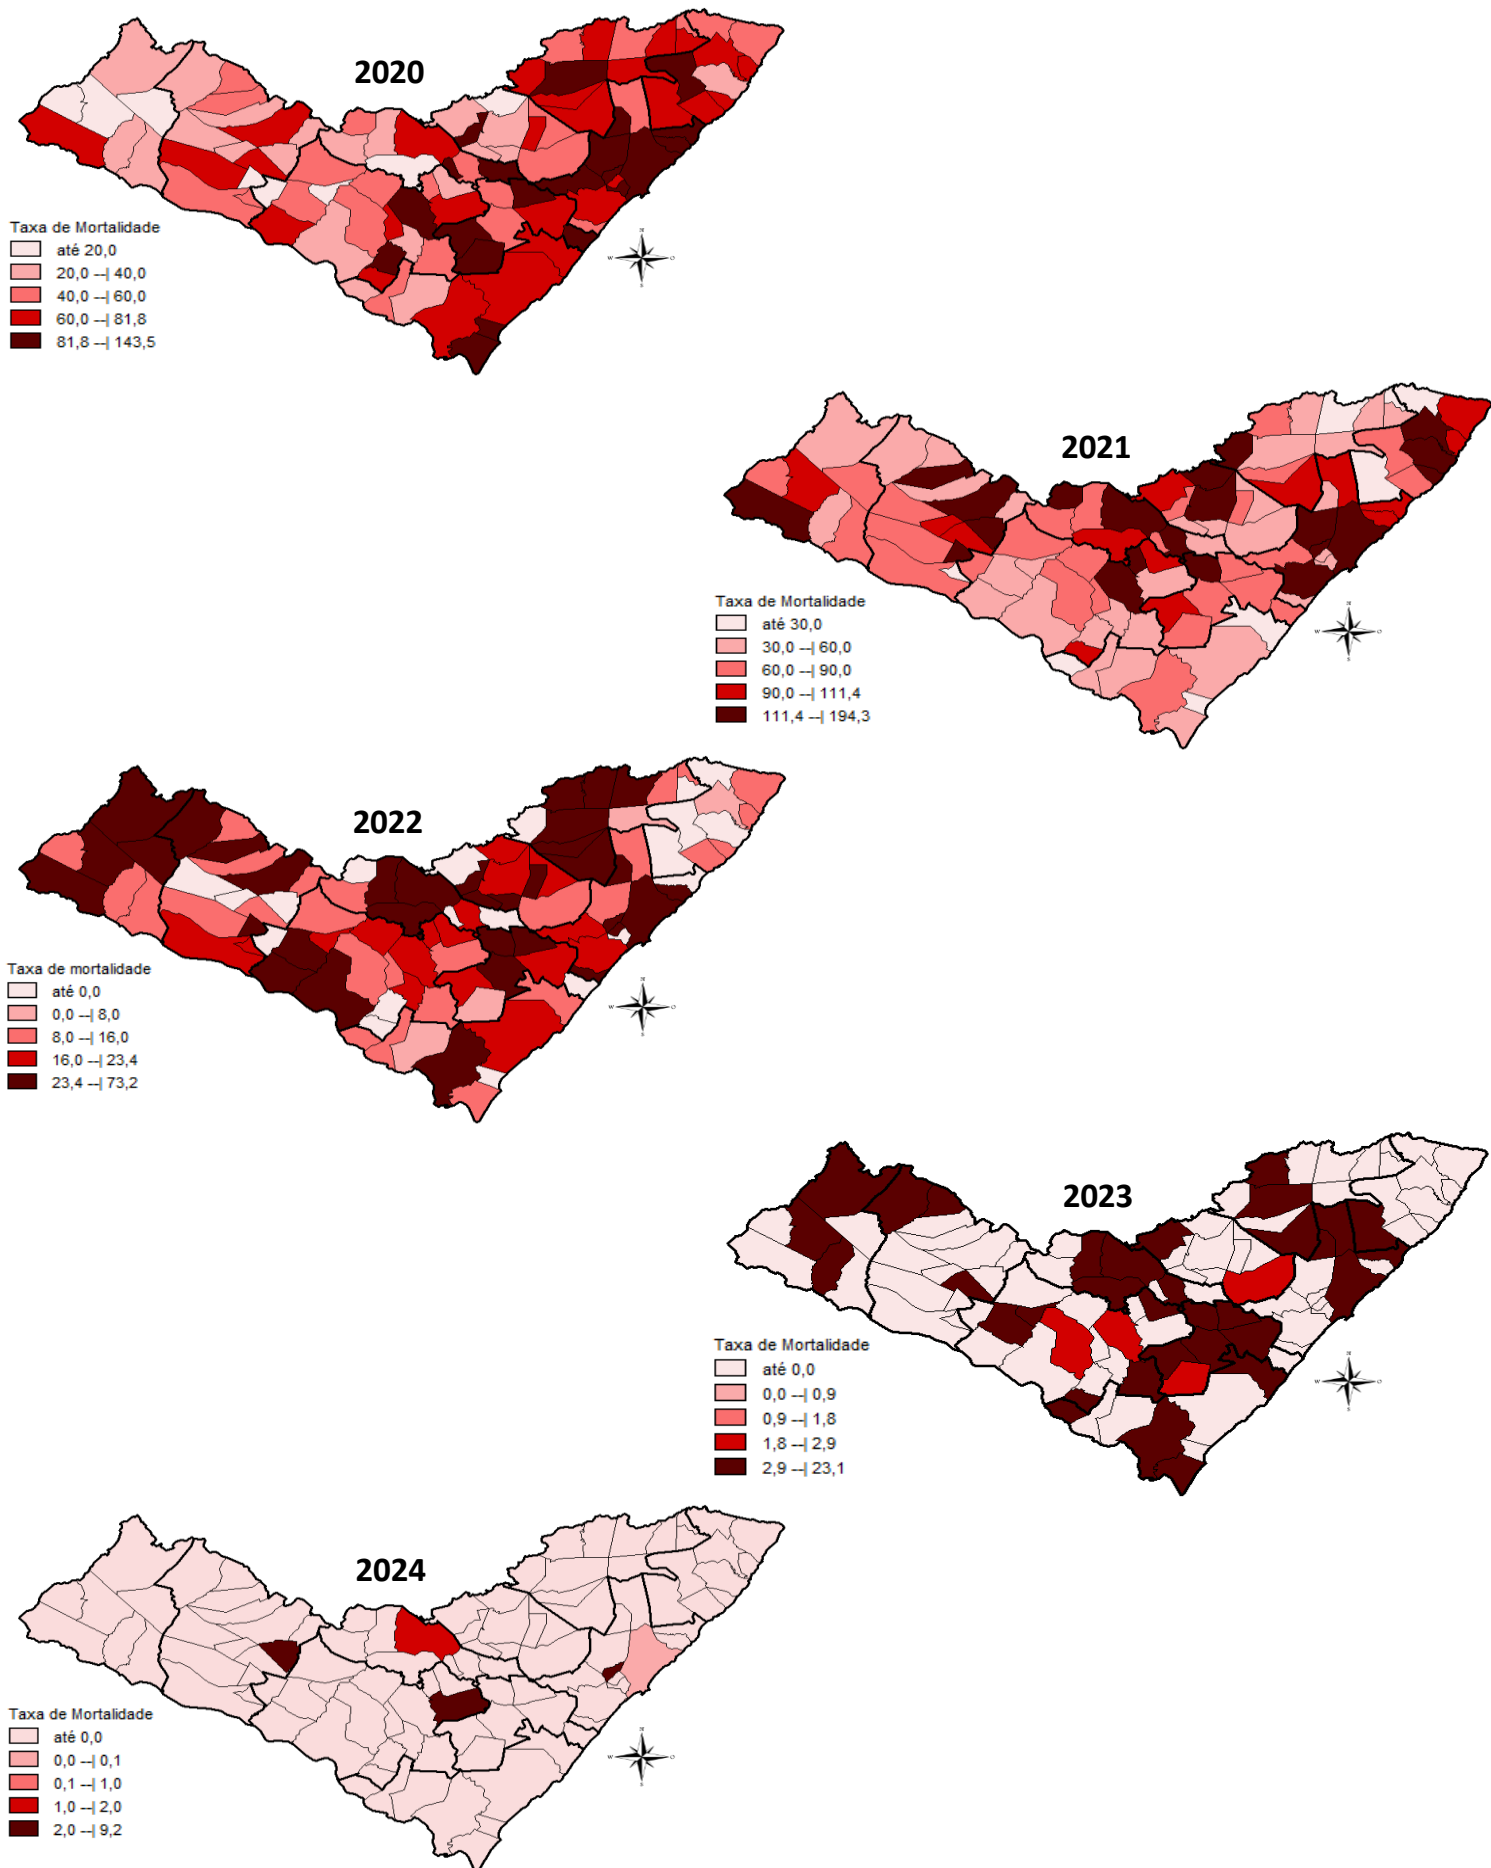 2020
Taxa de Mortalidade
até 20,0
20,0 --| 40,0
40,0 --| 60,0
60,0 --| 81,8
81,8 --| 143,5
N
W
O
S
2021
Taxa de Mortalidade
até 30,0
30,0 --| 60,0
60,0 --| 90,0
90,0 --| 111,4
111,4 --| 194,3
N
W
O
S
2022
Taxa de mortalidade
até 0,0
0,0 --| 8,0
8,0 --| 16,0
16,0 --| 23,4
23,4 --| 73,2
N
W
O
S
2023
Taxa de Mortalidade
até 0,0
0,0 --| 0,9
0,9 --| 1,8
1,8 --| 2,9
2,9 --| 23,1
N
W
O
S
2024
Taxa de Mortalidade
até 0,0
0,0 --| 0,1
0,1 --| 1,0
1,0 --| 2,0
2,0 --| 9,2
N
W
O
S